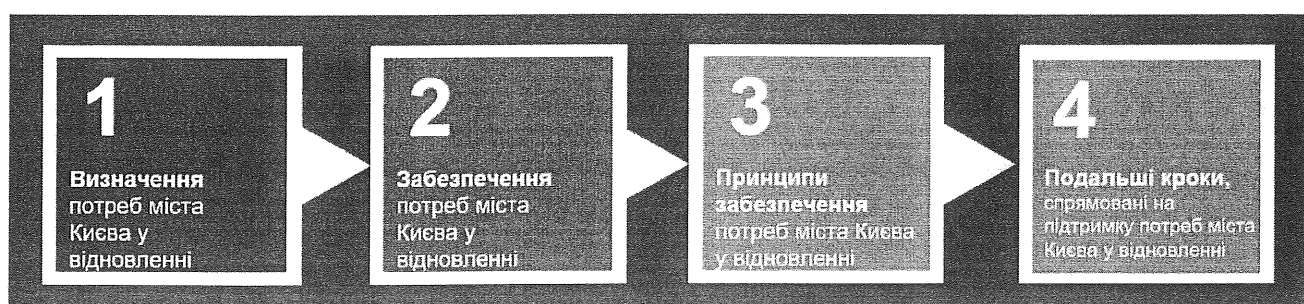 1
Визначення
потреб міста
Києва у
відновленні
2
Забезпечення
потреб міста
Києва у
відновленні
3
Принципи
забезпечення
потреб міста Києва
у відновленні
4
Подальші кроки,
спрямовані на
підтримку потреб міста
Києва у відновленні